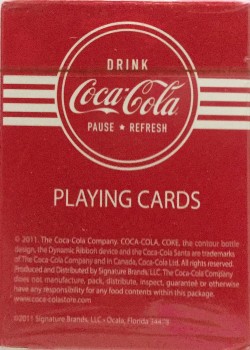 DRINK
Coca-Cola
PAUSE ★ REFRESH
PLAYING CARDS
© 2011. The Coca-Cola Company. COCA-COLA, COKE, the contour bottle
design, the Dynamic Ribbon device and the Coca-Cola Santa are trademarks
of The Coca-Cola Company and in Canada, Coca-Cola Ltd. All rights reserved.
Produced and Distributed by Signature Brands, LLC. The Coca-Cola Company
does not manufacture, pack, distribute, inspect, guarantee or otherwise
have any responsibility for any food contents within this package.
www.coca-colastore.com
©2011 Signature Brands, LLC • Ocala, Florida 34478